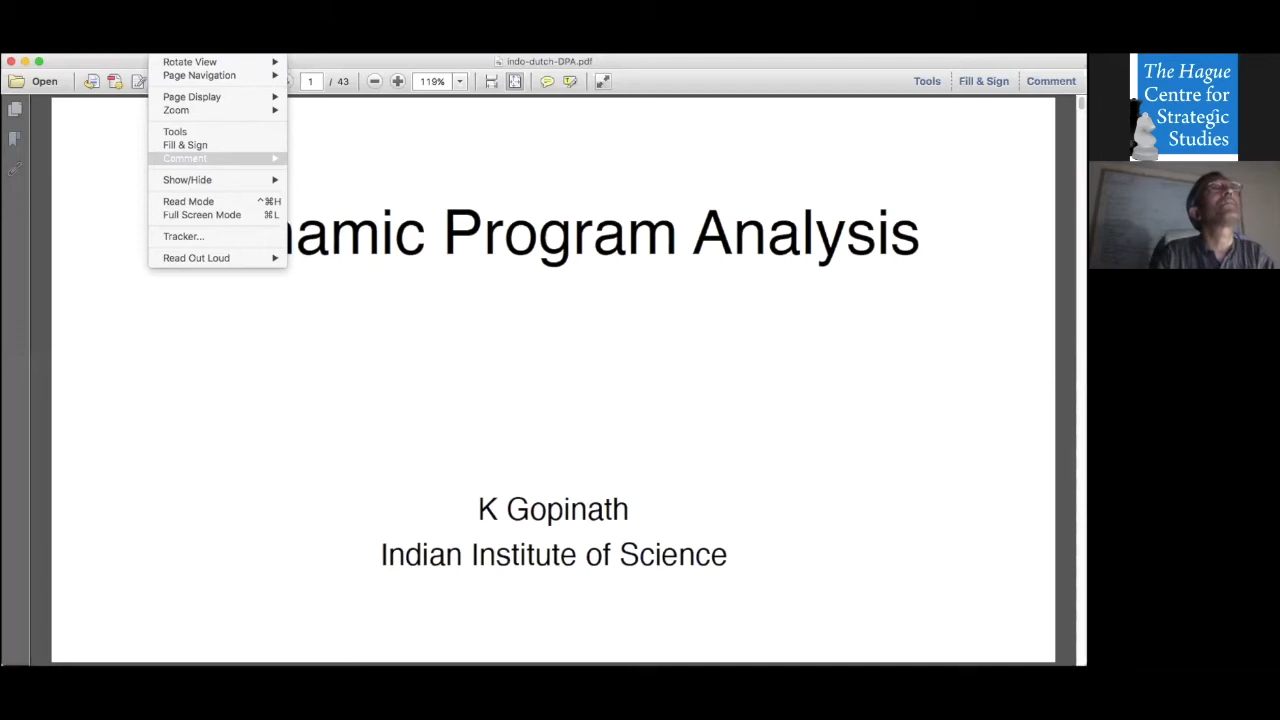 indo-dutch-DPA.pdf
Open
1 / 43
119%
Tools
Fill & Sign
Comment
Rotate View
Page Navigation
Page Display
Zoom
Tools
Fill & Sign
Comment
Show/Hide
Read Mode ^⌘H
Full Screen Mode ⌘L
Tracker...
Read Out Loud
namic Program Analysis
K Gopinath
Indian Institute of Science
The Hague
Centre for
Strategic
Studies